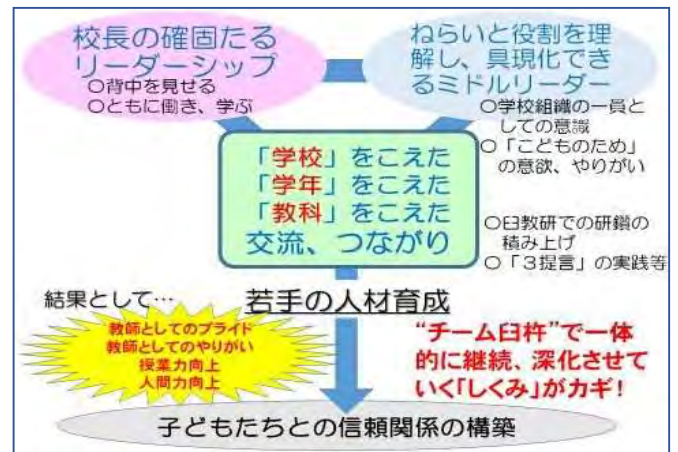 校長の確固たる
リーダーシップ
○背中を見せる
○ともに働き、学ぶ
ねらいと役割を理
解し、具現化でき
るミドルリーダー
○学校組織の一員と
しての意識
○「こどものため」
の意欲、やりがい
「学校」をこえた
「学年」をこえた
「教科」をこえた
交流、つながり
○臼教研での研鑽の
積み上げ
○「3提言」の実践等
結果として…
若手の人材育成
教師としてのプライド
教師としてのやりがい
授業力向上
人間力向上
“チーム臼杵”で一体
的に継続、深化させて
いく「しくみ」がカギ！
子どもたちとの信頼関係の構築